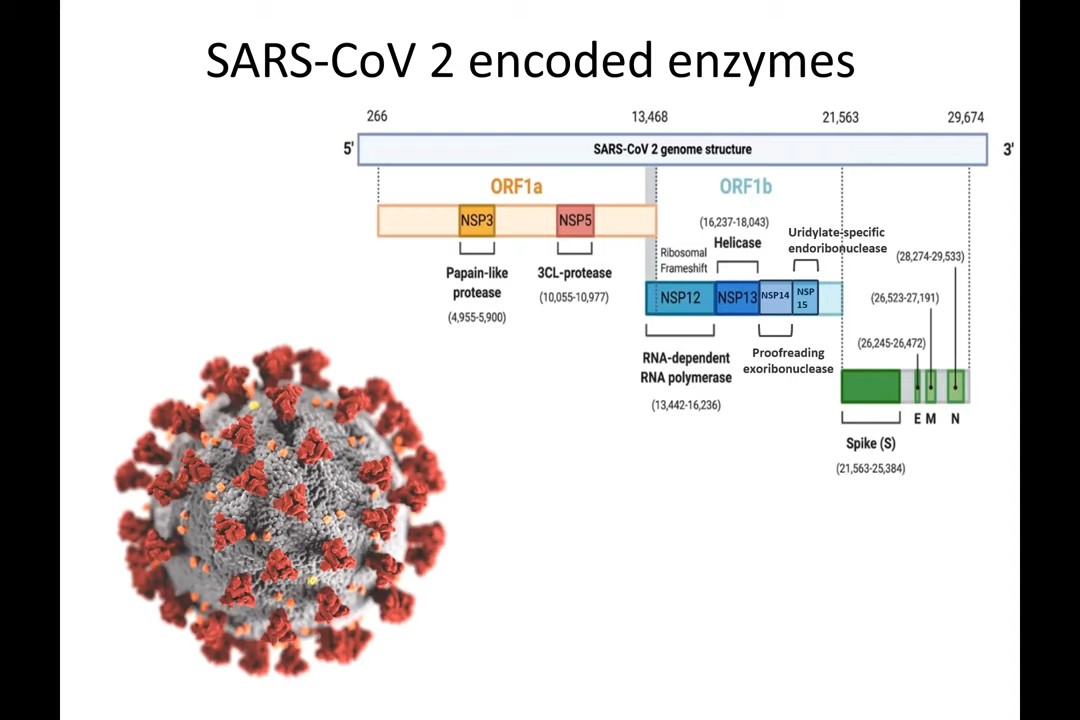 SARS-CoV 2 encoded enzymes
266
13,468
21,563
29,674
5'
SARS-CoV 2 genome structure
3'
ORF1a
ORF1b
NSP3
NSP5
(16,237-18,043)
Helicase
Uridylate-specific
endoribonuclease
Ribosomal
Frameshift
(28,274-29,533)
Papain-like
protease
(4,955-5,900)
3CL-protease
(10,055-10,977)
NSP12
NSP13
NSP14
NSP
15
(26,523-27,191)
(26,245-26,472)
RNA-dependent
RNA polymerase
(13,442-16,236)
Proofreading
exoribonuclease
E M N
Spike (S)
(21,563-25,384)